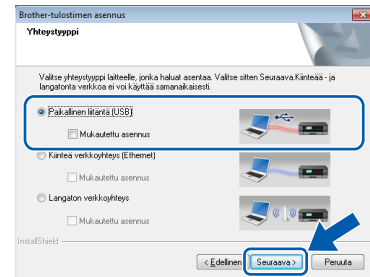 Brother-tulostimen asennus
Yhteystyyppi
Valitse yhteystyyppi laitteelle, jonka haluat asentaa. Valitse sitten Seuraava.Kiinteää - ja
langatonta verkkoa ei voi käyttää samanaikaisesti.
Paikallinen liitäntä (USB)
Mukautettu asennus
Kiinteä verkkoyhteys (Ethernet)
Mukautettu asennus
Langaton verkkoyhteys
Mukautettu asennus
InstallShield
< Edellinen Seuraava > Peruuta